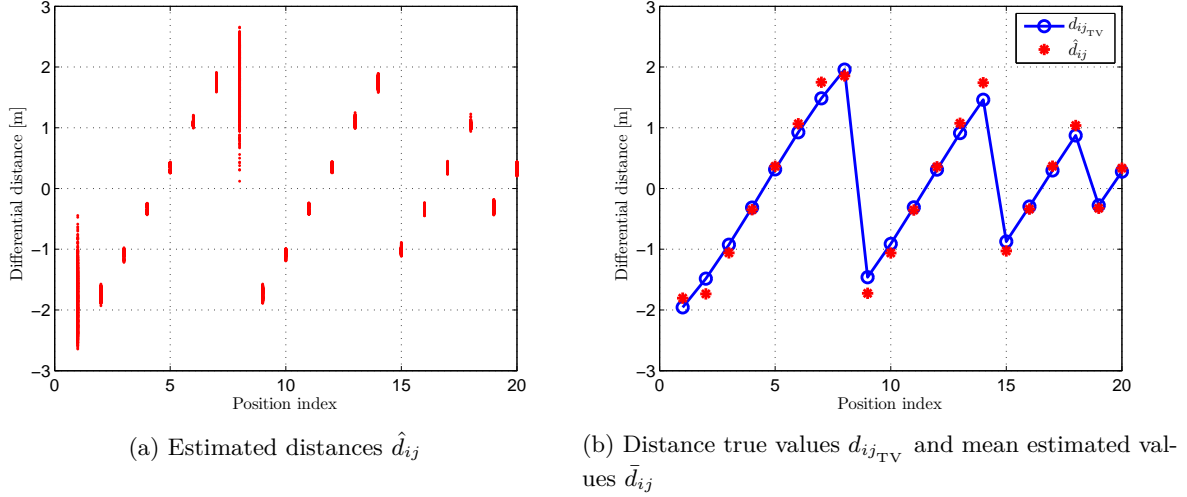 3
2
1
0
−1
−2
−3
Differential distance [m]
0 5 10 15 20
Position index
(a) Estimated distances d̂ij
3
2
1
0
−1
−2
−3
Differential distance [m]
dijTV
d̂ij
0 5 10 15 20
Position index
(b) Distance true values dijTV and mean estimated val-
ues d̄ij